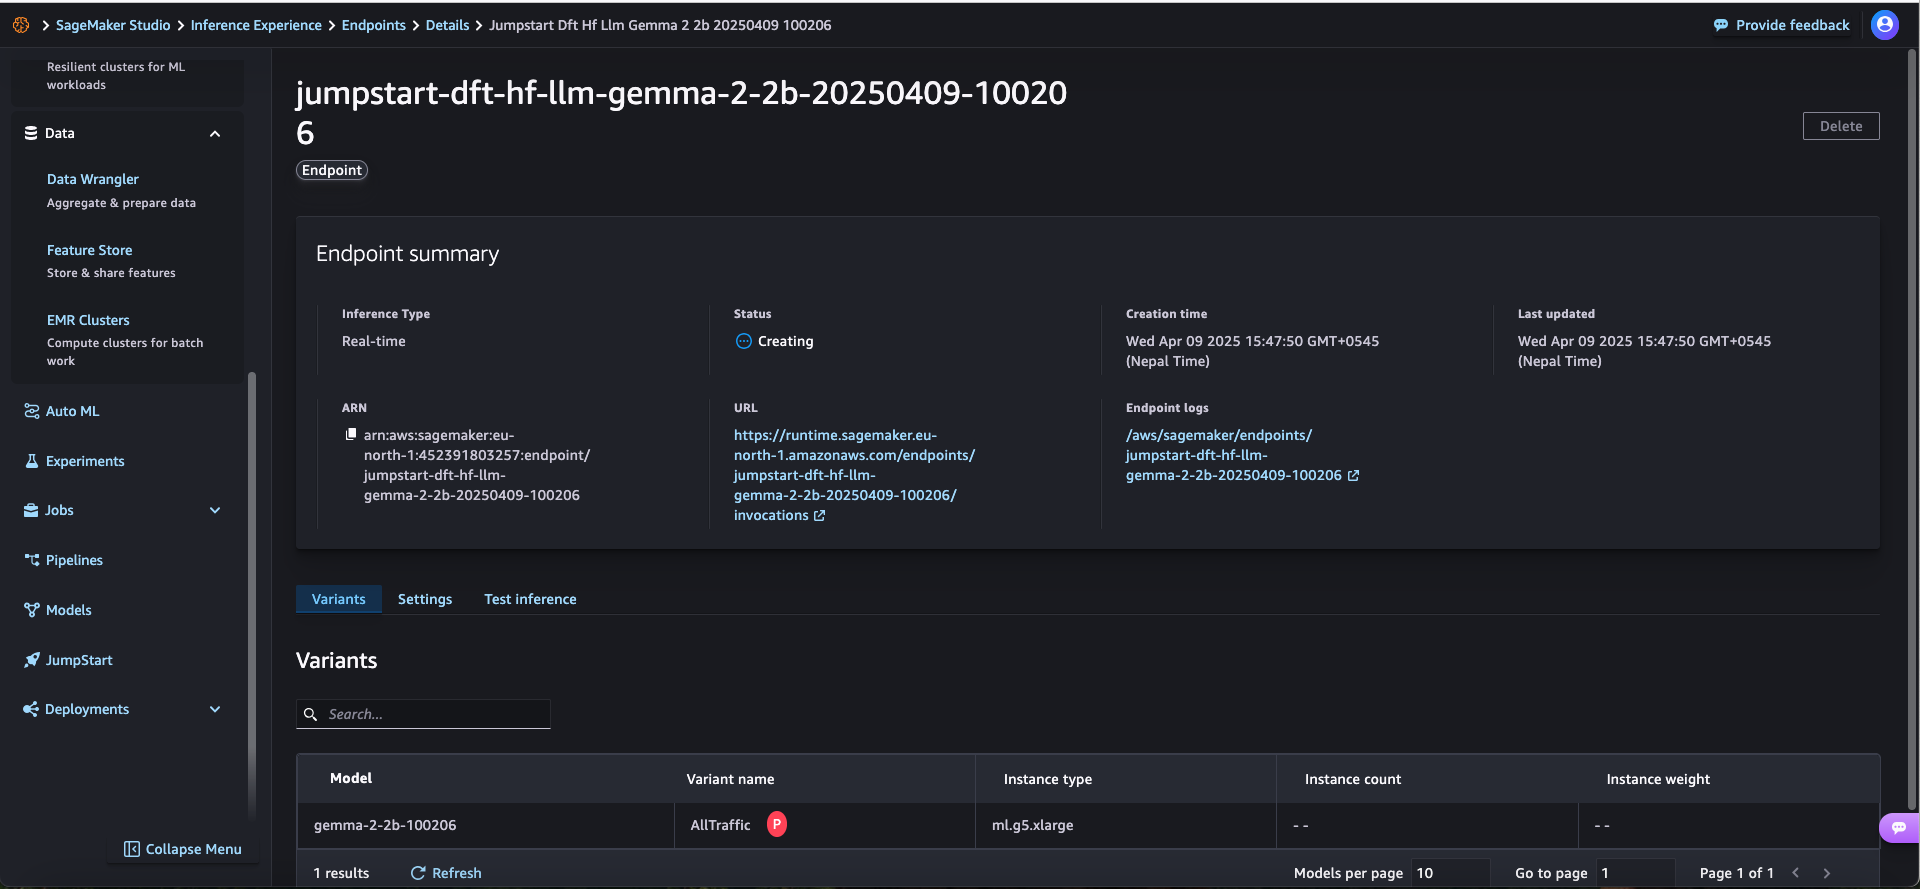 SageMaker Studio > Inference Experience > Endpoints > Details > Jumpstart Dft Hf Llm Gemma 2 2b 20250409 100206
Provide feedback
Resilient clusters for ML
workloads
Data
Data Wrangler
Aggregate & prepare data
Feature Store
Store & share features
EMR Clusters
Compute clusters for batch
work
Auto ML
Experiments
Jobs
Pipelines
Models
JumpStart
Deployments
Collapse Menu
jumpstart-dft-hf-llm-gemma-2-2b-20250409-10020
6
Delete
Endpoint
Endpoint summary
Inference Type
Real-time
Status
Creating
Creation time
Wed Apr 09 2025 15:47:50 GMT+0545
(Nepal Time)
Last updated
Wed Apr 09 2025 15:47:50 GMT+0545
(Nepal Time)
ARN
arn:aws:sagemaker:eu-
north-1:452391803257:endpoint/
jumpstart-dft-hf-llm-
gemma-2-2b-20250409-100206
URL
https://runtime.sagemaker.eu-
north-1.amazonaws.com/endpoints/
jumpstart-dft-hf-llm-
gemma-2-2b-20250409-100206/
invocations
Endpoint logs
/aws/sagemaker/endpoints/
jumpstart-dft-hf-llm-
gemma-2-2b-20250409-100206
Variants Settings Test inference
Variants
Search...
Model Variant name Instance type Instance count Instance weight
gemma-2-2b-100206 AllTraffic P ml.g5.xlarge -- --
1 results Refresh Models per page 10 Go to page 1 Page 1 of 1